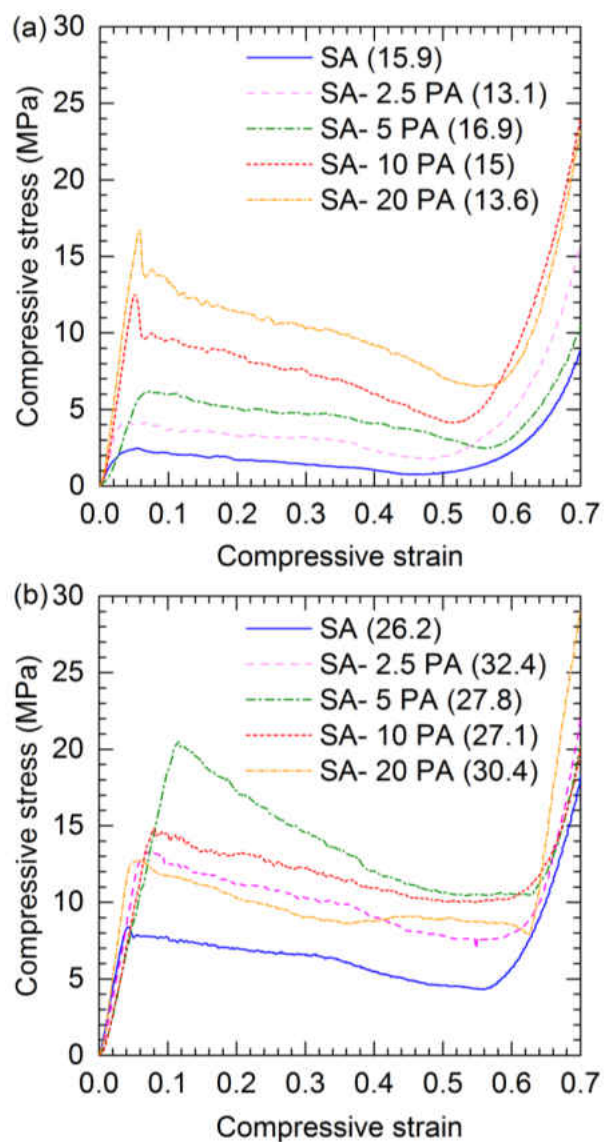 (a)
30
25
20
15
10
5
0
Compressive stress (MPa)
SA (15.9)
SA- 2.5 PA (13.1)
SA- 5 PA (16.9)
SA- 10 PA (15)
SA- 20 PA (13.6)
0.0 0.1 0.2 0.3 0.4 0.5 0.6 0.7
Compressive strain
(b)
30
25
20
15
10
5
0
Compressive stress (MPa)
SA (26.2)
SA- 2.5 PA (32.4)
SA- 5 PA (27.8)
SA- 10 PA (27.1)
SA- 20 PA (30.4)
0.0 0.1 0.2 0.3 0.4 0.5 0.6 0.7
Compressive strain